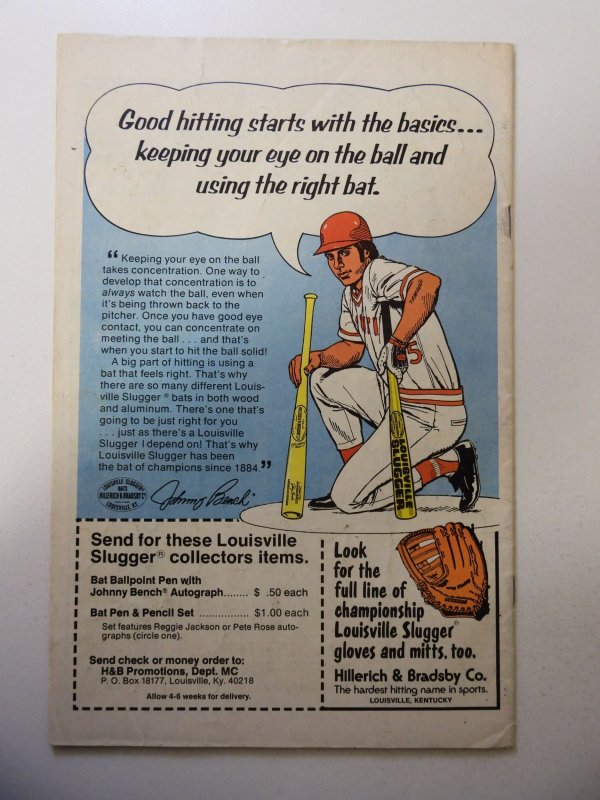 Good hitting starts with the basics...
keeping your eye on the ball and
using the right bat.
“Keeping your eye on the ball
takes concentration. One way to
develop that concentration is to
always watch the ball, even when
it's being thrown back to the
pitcher. Once you have good eye
contact, you can concentrate on
meeting the ball . . . and that's
when you start to hit the ball solid!
A big part of hitting is using a
bat that feels right. That's why
there are so many different Louis-
ville Slugger ® bats in both wood
and aluminum. There's one that's
going to be just right for you
. . . just as there's a Louisville
Slugger I depend on! That's why
Louisville Slugger has been
the bat of champions since 1884.”
LOUISVILLE SLUGGER
BATS
HILLERICH & BRADSBY Co
LOUISVILLE, KY.
Johnny Bench®
5
LOUISVILLE
SLUGGER
Send for these Louisville
Slugger® collectors items.
Bat Ballpoint Pen with
Johnny Bench® Autograph........ $ .50 each
Bat Pen & Pencil Set ................ $1.00 each
Set features Reggie Jackson or Pete Rose auto-
graphs (circle one).
Send check or money order to:
H&B Promotions, Dept. MC
P. O. Box 18177, Louisville, Ky. 40218
Allow 4-6 weeks for delivery.
Look
for the
full line of
championship
Louisville Slugger®
gloves and mitts, too.
Hillerich & Bradsby Co.
The hardest hitting name in sports.
LOUISVILLE, KENTUCKY